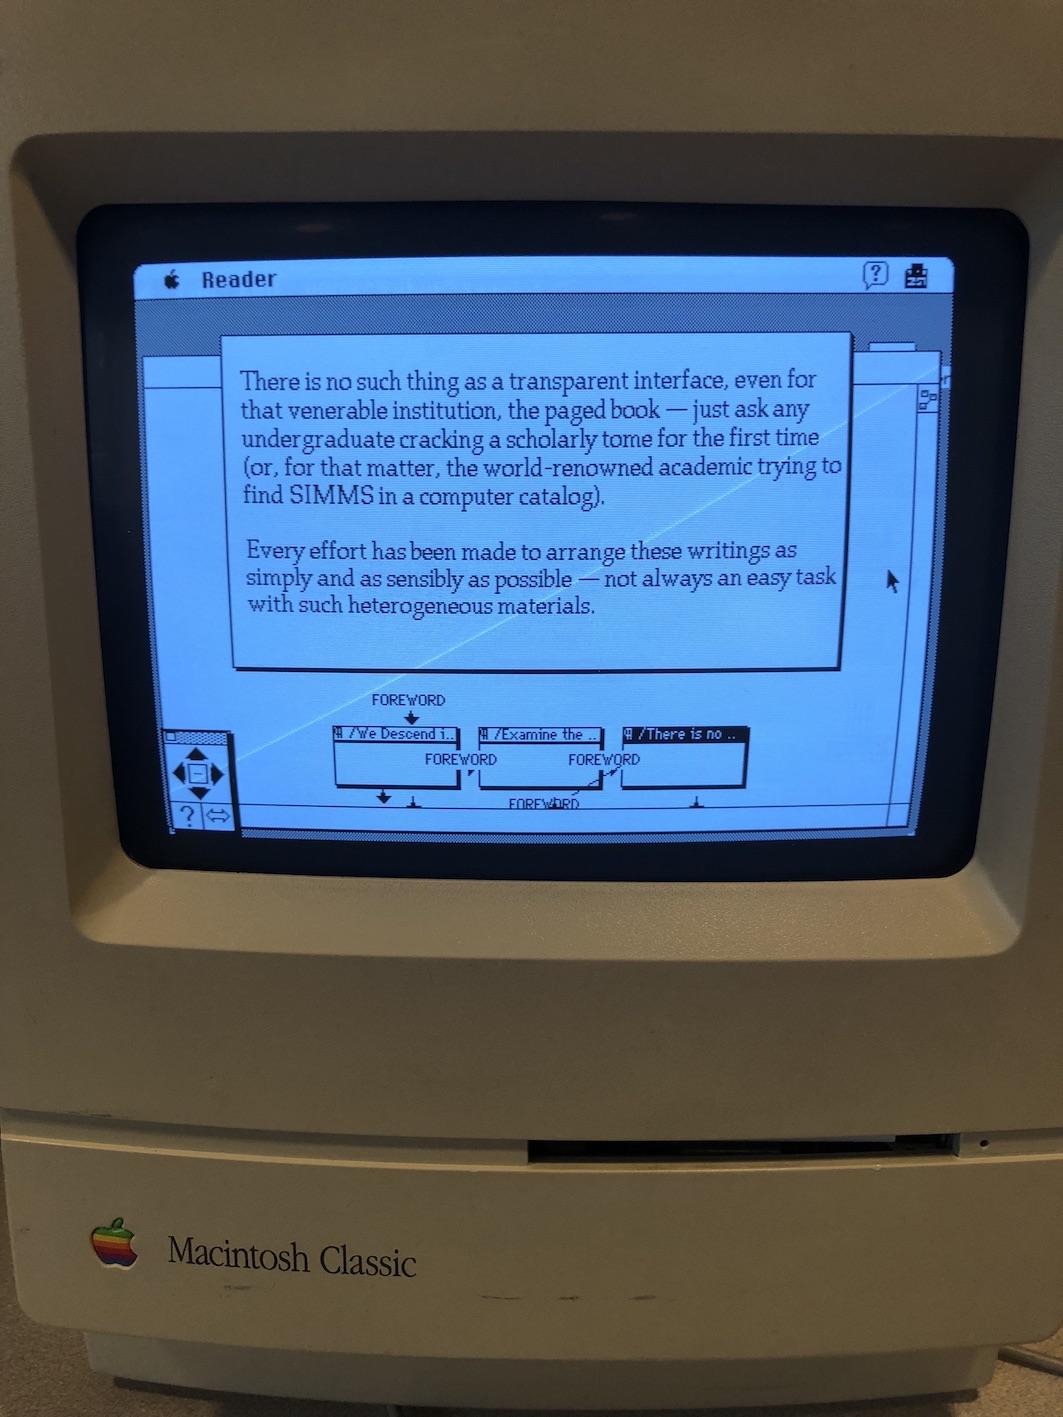 Reader
There is no such thing as a transparent interface, even for
that venerable institution, the paged book — just ask any
undergraduate cracking a scholarly tome for the first time
(or, for that matter, the world-renowned academic trying to
find SIMMS in a computer catalog).
Every effort has been made to arrange these writings as
simply and as sensibly as possible — not always an easy task
with such heterogeneous materials.
FOREWORD
/We Descend i.. /Examine the .. /There is no ..
FOREWORD FOREWORD
FOREWORD
?
Macintosh Classic